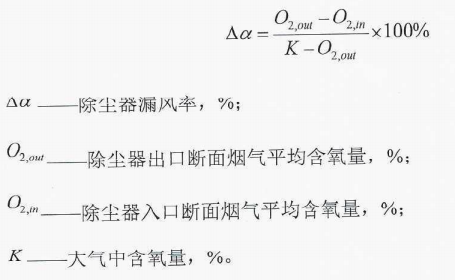 Δα = (O₂,out − O₂,in) / (K − O₂,out) ×100%
Δα ——除尘器漏风率，%；
O₂,out——除尘器出口断面烟气平均含氧量，%；
O₂,in——除尘器入口断面烟气平均含氧量，%；
K ——大气中含氧量，%。